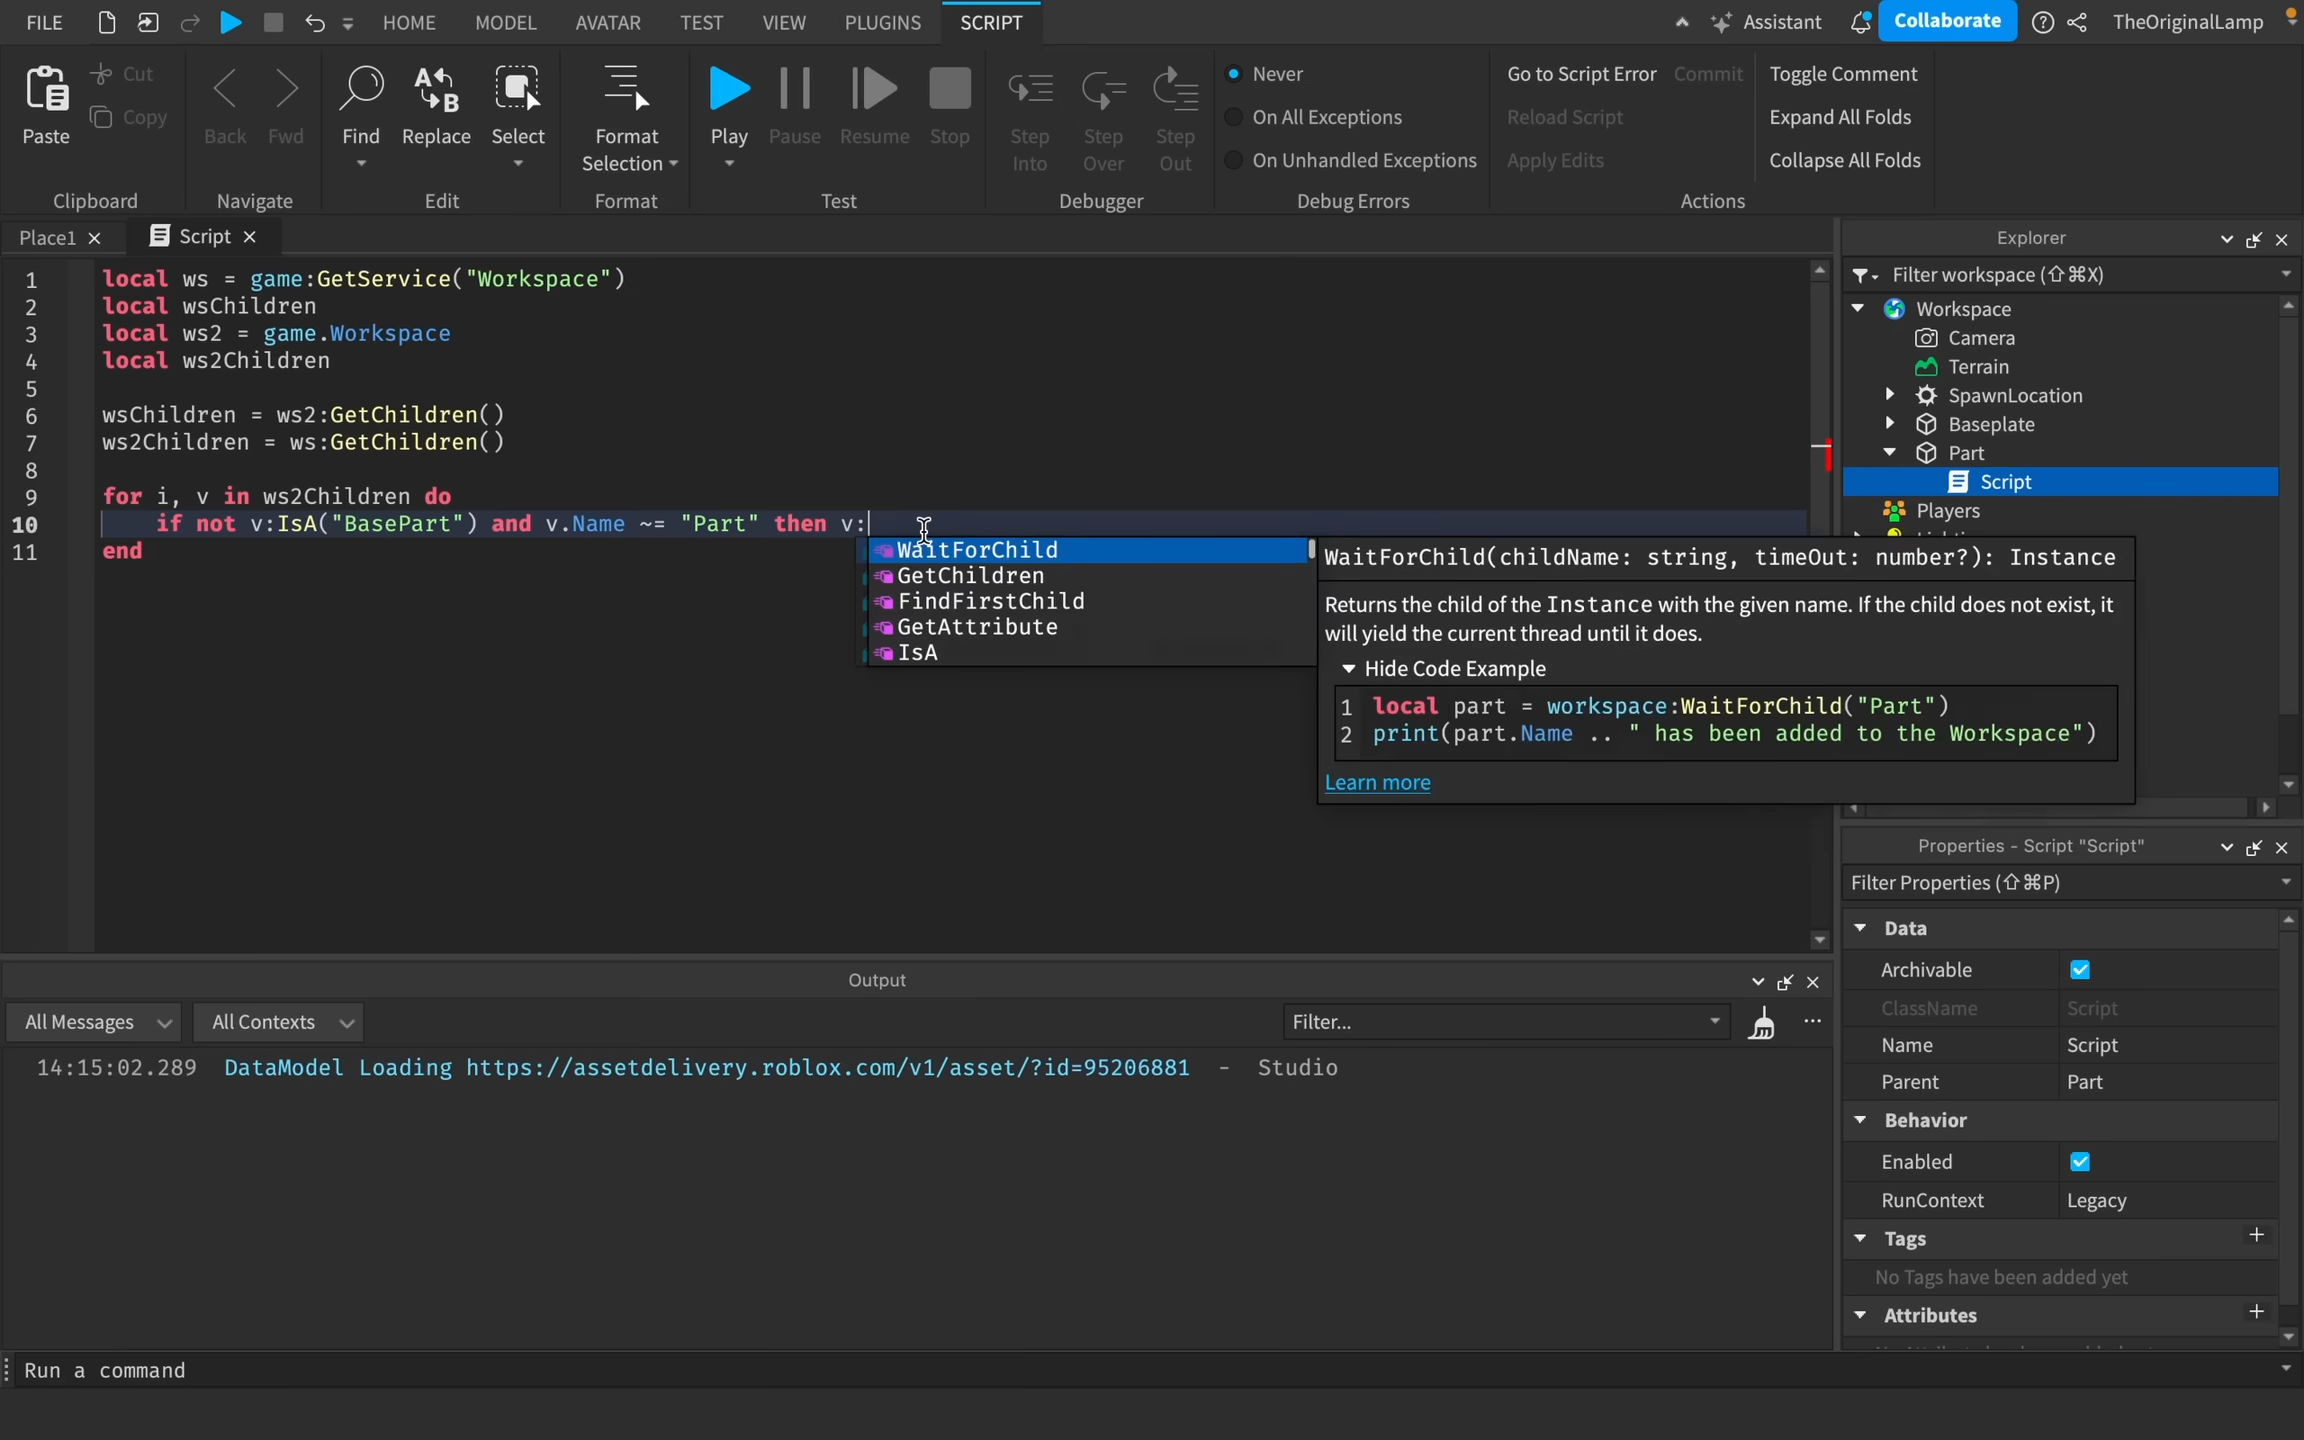 FILE HOME MODEL AVATAR TEST VIEW PLUGINS SCRIPT Assistant Collaborate TheOriginalLamp
Paste Cut Copy
Clipboard
Back Fwd
Navigate
Find Replace Select
Edit
Format Selection
Format
Play Pause Resume Stop
Test
Step Into Step Over Step Out
Debugger
Never
On All Exceptions
On Unhandled Exceptions
Debug Errors
Go to Script Error Commit Toggle Comment
Reload Script Expand All Folds
Apply Edits Collapse All Folds
Actions
Place1 Script
1 local ws = game:GetService("Workspace")
2 local wsChildren
3 local ws2 = game.Workspace
4 local ws2Children
5
6 wsChildren = ws2:GetChildren()
7 ws2Children = ws:GetChildren()
8
9 for i, v in ws2Children do
10 if not v:IsA("BasePart") and v.Name ~= "Part" then v:
11 end
WaitForChild
GetChildren
FindFirstChild
GetAttribute
IsA
WaitForChild(childName: string, timeOut: number?): Instance
Returns the child of the Instance with the given name. If the child does not exist, it
will yield the current thread until it does.
Hide Code Example
1 local part = workspace:WaitForChild("Part")
2 print(part.Name .. " has been added to the Workspace")
Learn more
Explorer
Filter workspace (⇧⌘X)
Workspace
Camera
Terrain
SpawnLocation
Baseplate
Part
Script
Players
Properties - Script "Script"
Filter Properties (⇧⌘P)
Data
Archivable
ClassName Script
Name Script
Parent Part
Behavior
Enabled
RunContext Legacy
Tags +
No Tags have been added yet
Attributes +
Output
All Messages All Contexts Filter... ...
14:15:02.289 DataModel Loading https://assetdelivery.roblox.com/v1/asset/?id=95206881 - Studio
Run a command